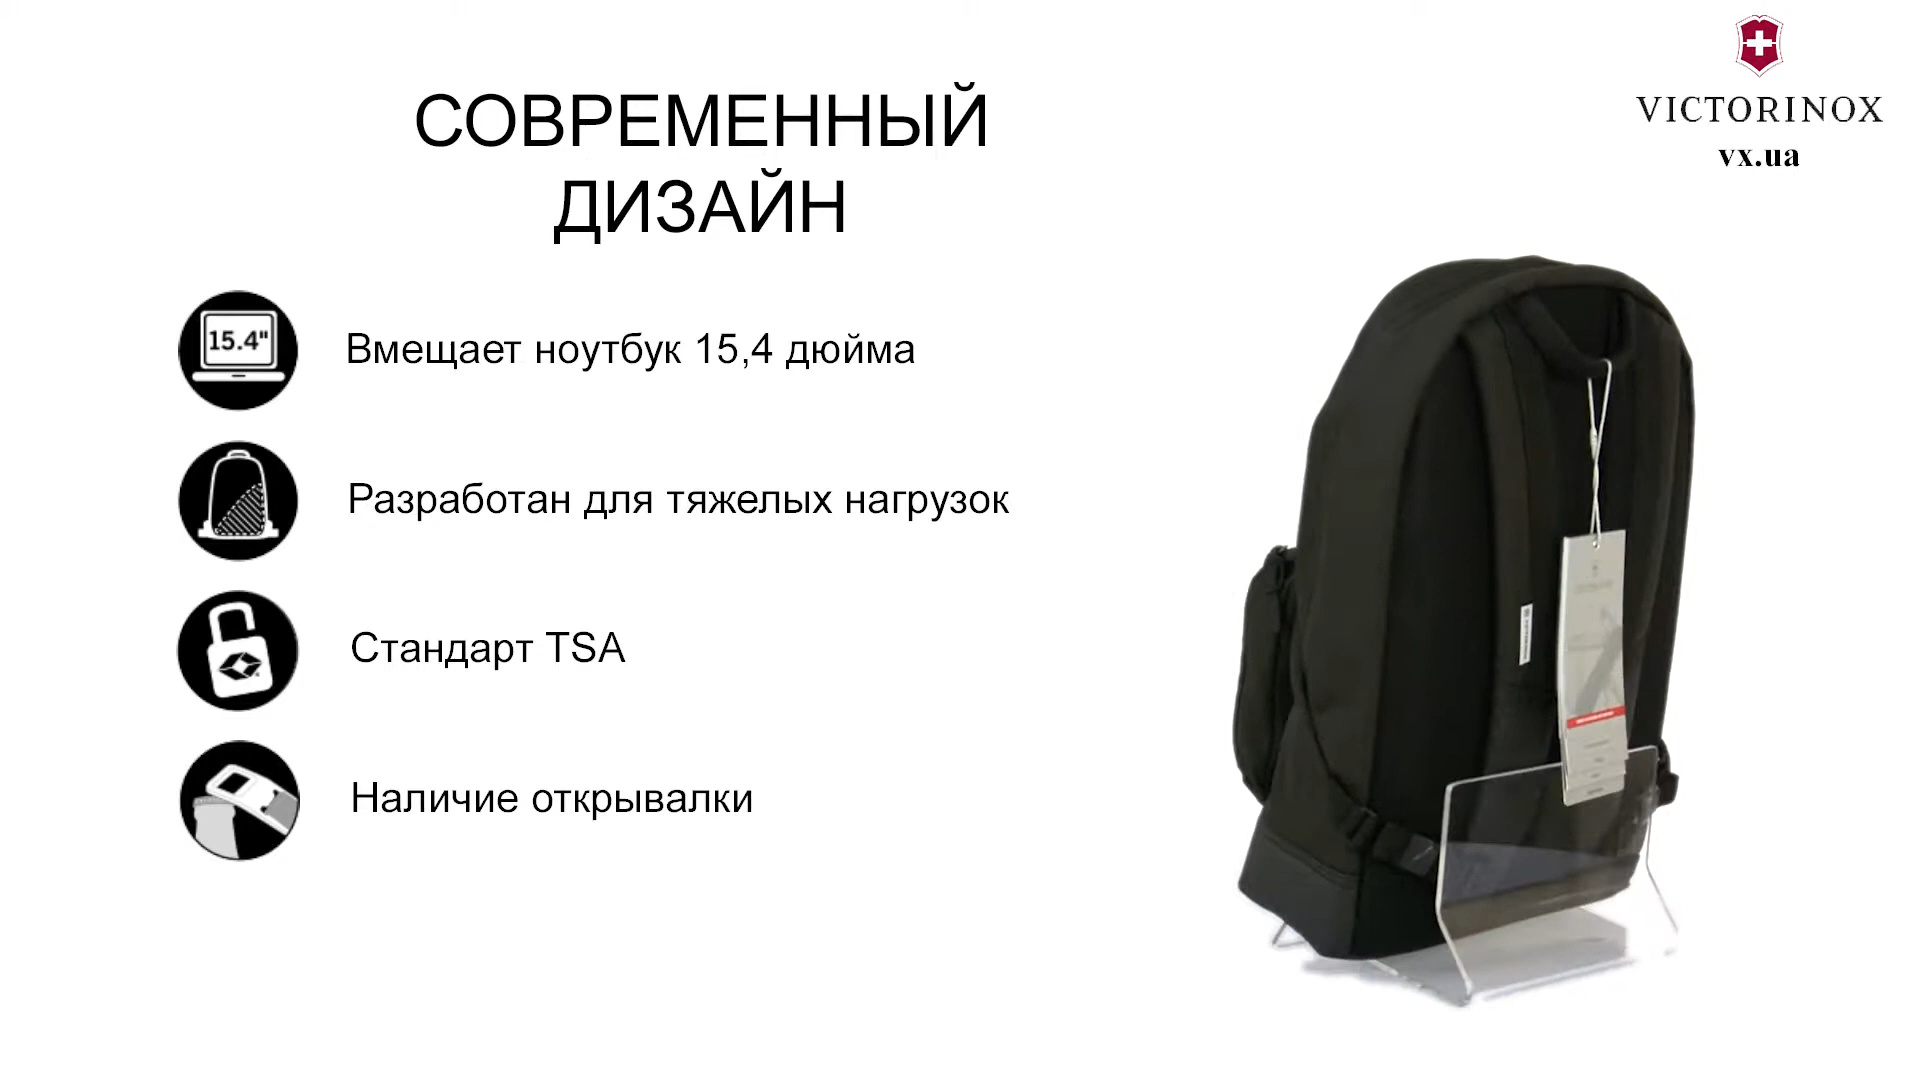 VICTORINOX
vx.ua
СОВРЕМЕННЫЙ
ДИЗАЙН
15.4"
Вмещает ноутбук 15,4 дюйма
Разработан для тяжелых нагрузок
Стандарт TSA
Наличие открывалки